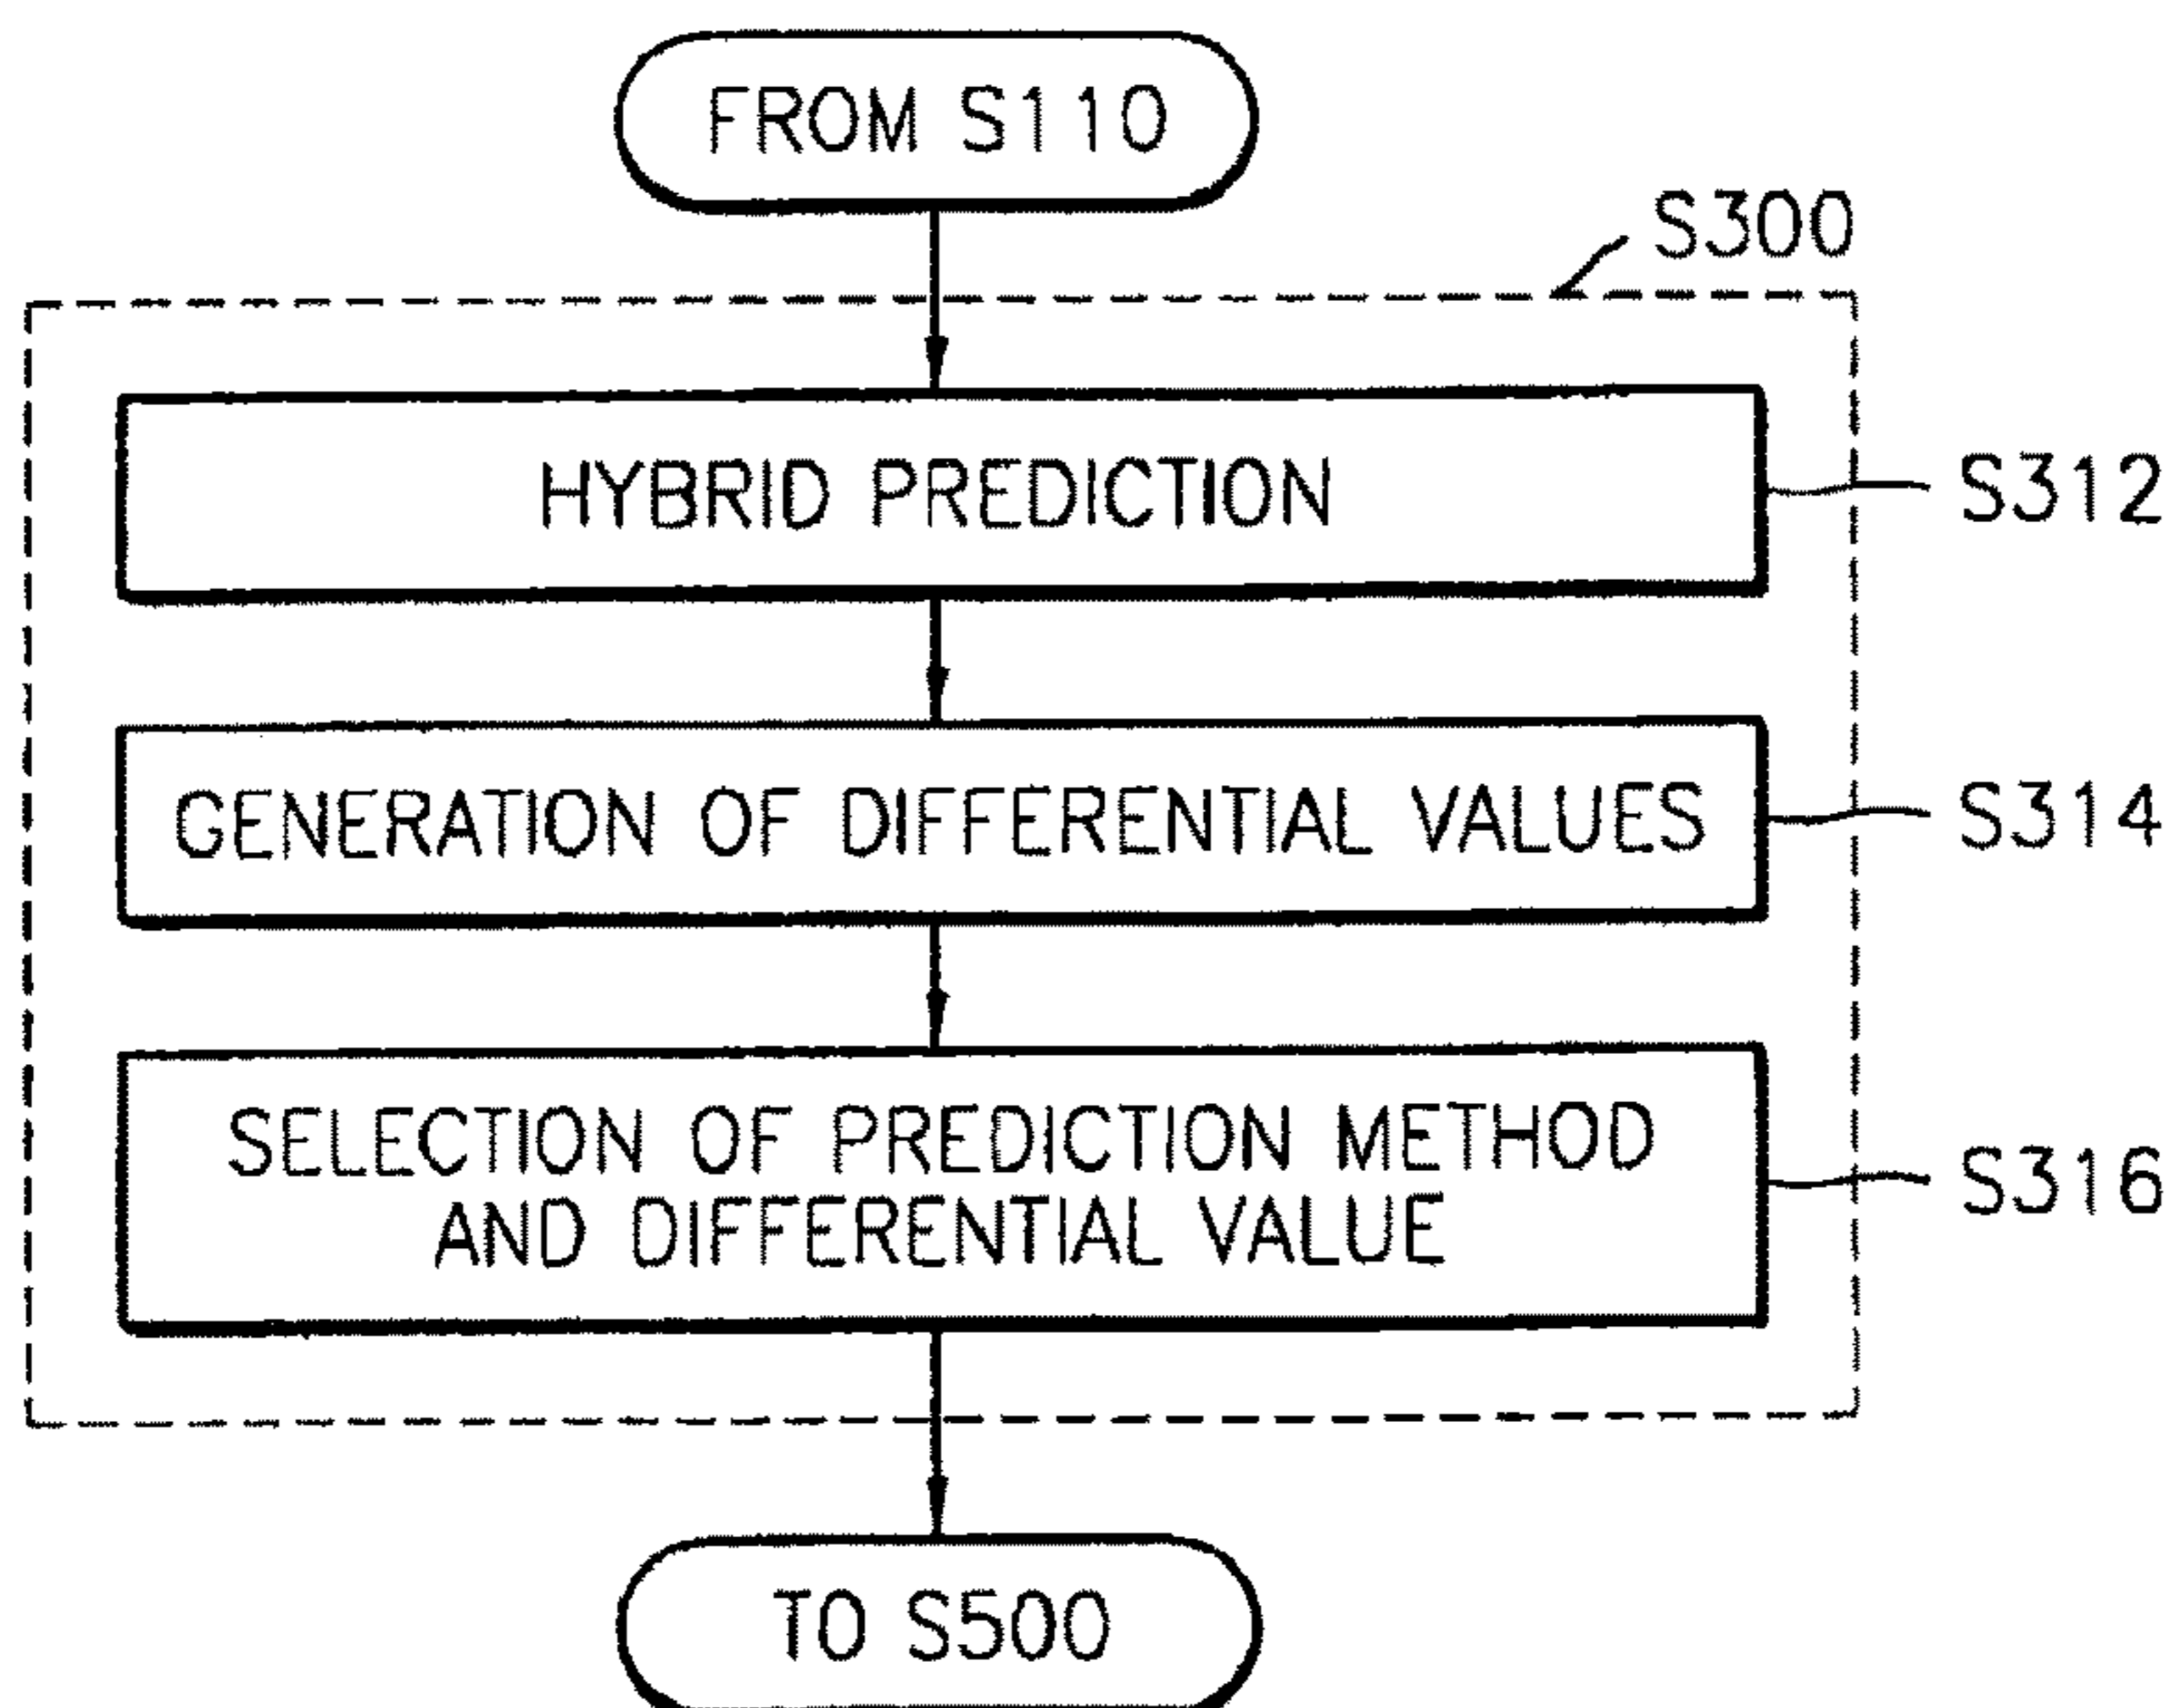 FROM S110
S300
HYBRID PREDICTION
S312
GENERATION OF DIFFERENTIAL VALUES
S314
SELECTION OF PREDICTION METHOD
AND DIFFERENTIAL VALUE
S316
TO S500